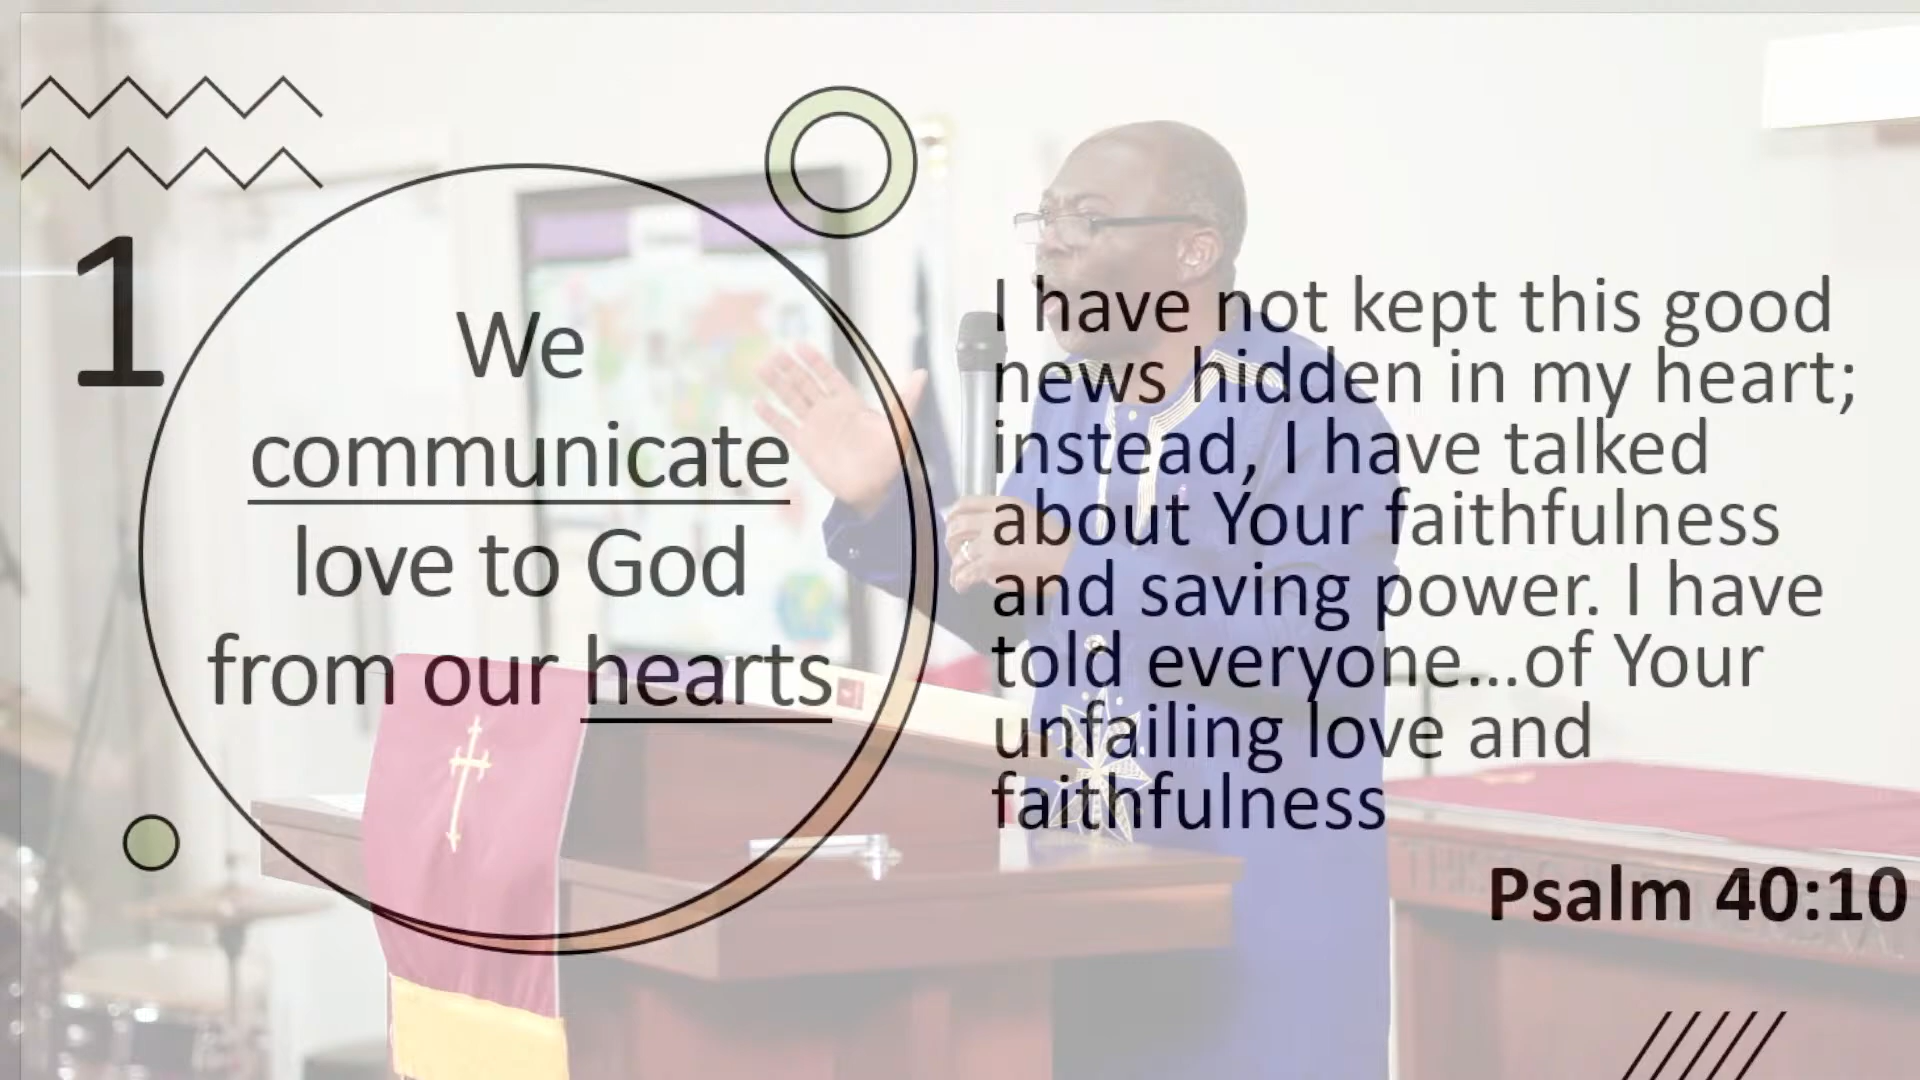 1
We
communicate
love to God
from our hearts
I have not kept this good
news hidden in my heart;
instead, I have talked
about Your faithfulness
and saving power. I have
told everyone...of Your
unfailing love and
faithfulness
Psalm 40:10